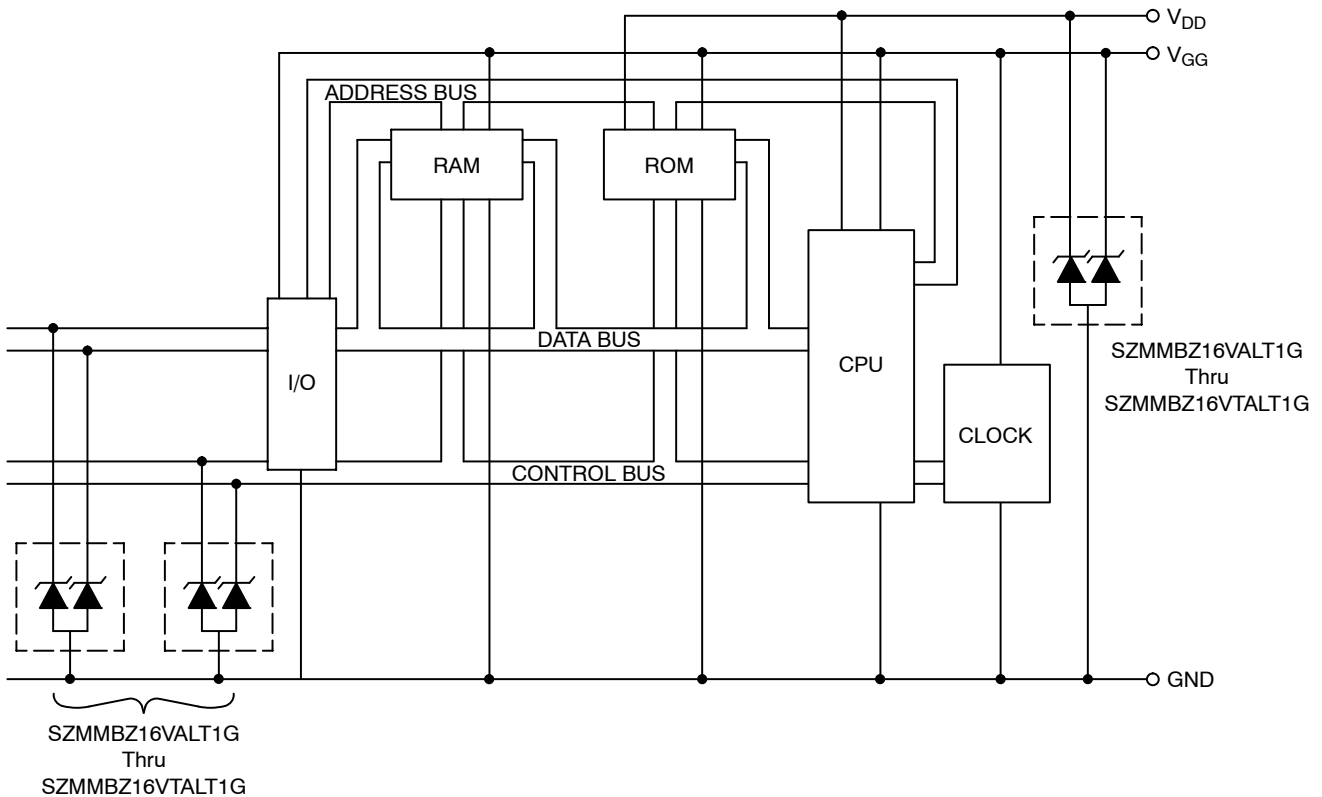 V_DD
V_GG
ADDRESS BUS
RAM
ROM
DATA BUS
CPU
I/O
SZMMBZ16VALT1G
Thru
SZMMBZ16VTALT1G
CLOCK
CONTROL BUS
GND
SZMMBZ16VALT1G
Thru
SZMMBZ16VTALT1G